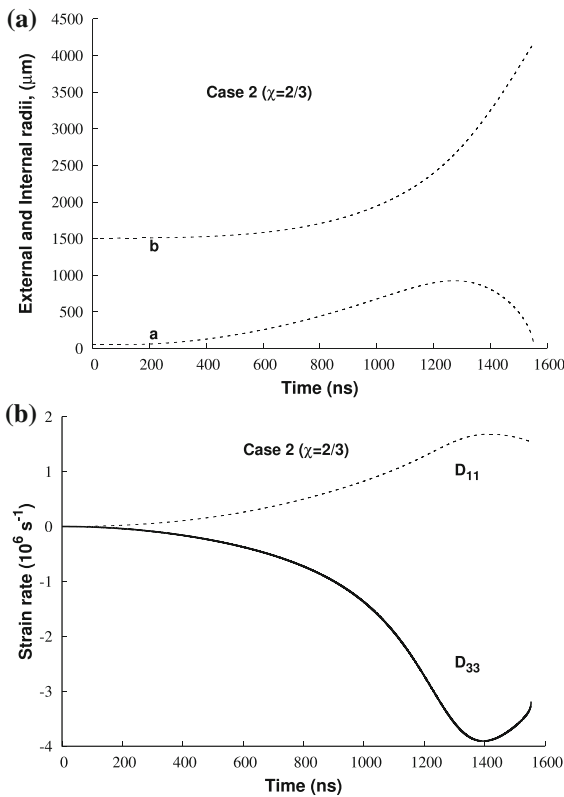 (a)
External and Internal radii, (μm)
4500
4000
3500
3000
2500
2000
1500
1000
500
0
Case 2 (χ=2/3)
b
a
0 200 400 600 800 1000 1200 1400 1600
Time (ns)
(b)
Strain rate (10⁶ s⁻¹)
2
1
0
-1
-2
-3
-4
Case 2 (χ=2/3)
D₁₁
D₃₃
0 200 400 600 800 1000 1200 1400 1600
Time (ns)